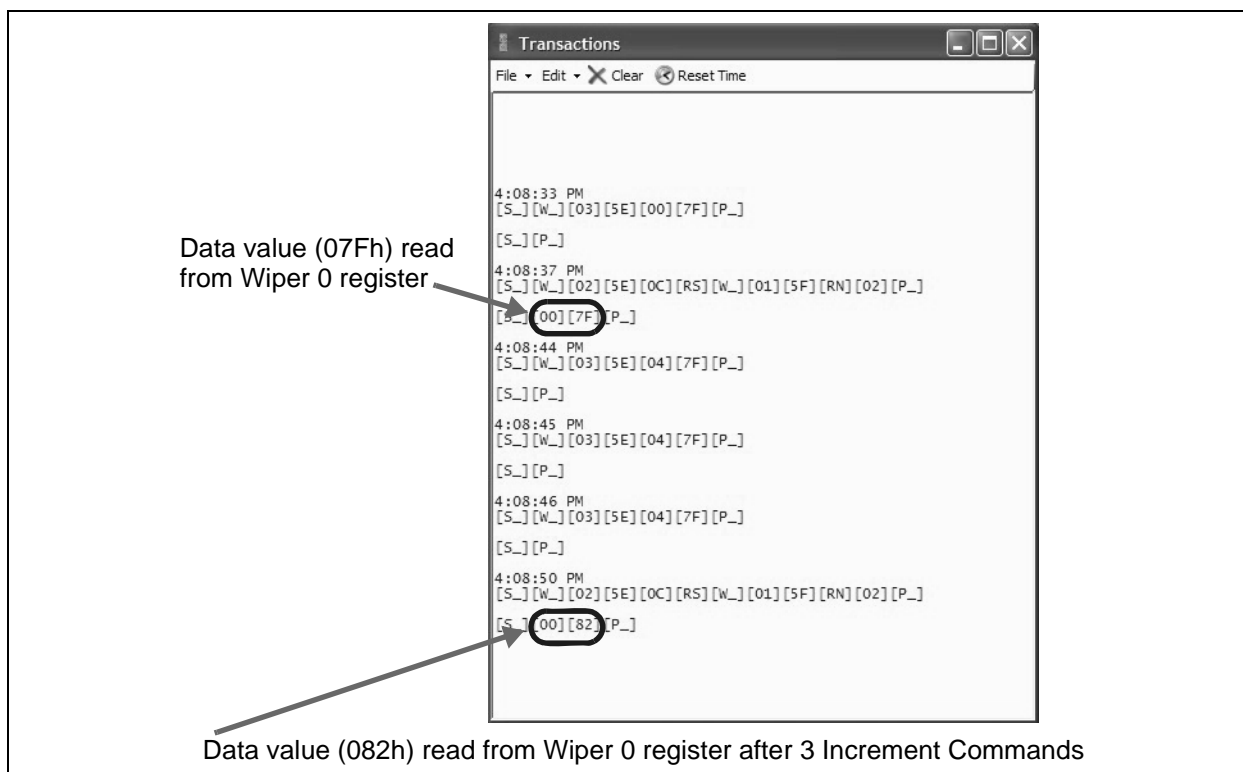 Transactions
File Edit Clear Reset Time
4:08:33 PM
[S_][W_][03][5E][00][7F][P_]
[S_][P_]
Data value (07Fh) read
from Wiper 0 register
4:08:37 PM
[S_][W_][02][5E][0C][RS][W_][01][5F][RN][02][P_]
[S_][00][7F][P_]
4:08:44 PM
[S_][W_][03][5E][04][7F][P_]
[S_][P_]
4:08:45 PM
[S_][W_][03][5E][04][7F][P_]
[S_][P_]
4:08:46 PM
[S_][W_][03][5E][04][7F][P_]
[S_][P_]
4:08:50 PM
[S_][W_][02][5E][0C][RS][W_][01][5F][RN][02][P_]
[S_][00][82][P_]
Data value (082h) read from Wiper 0 register after 3 Increment Commands